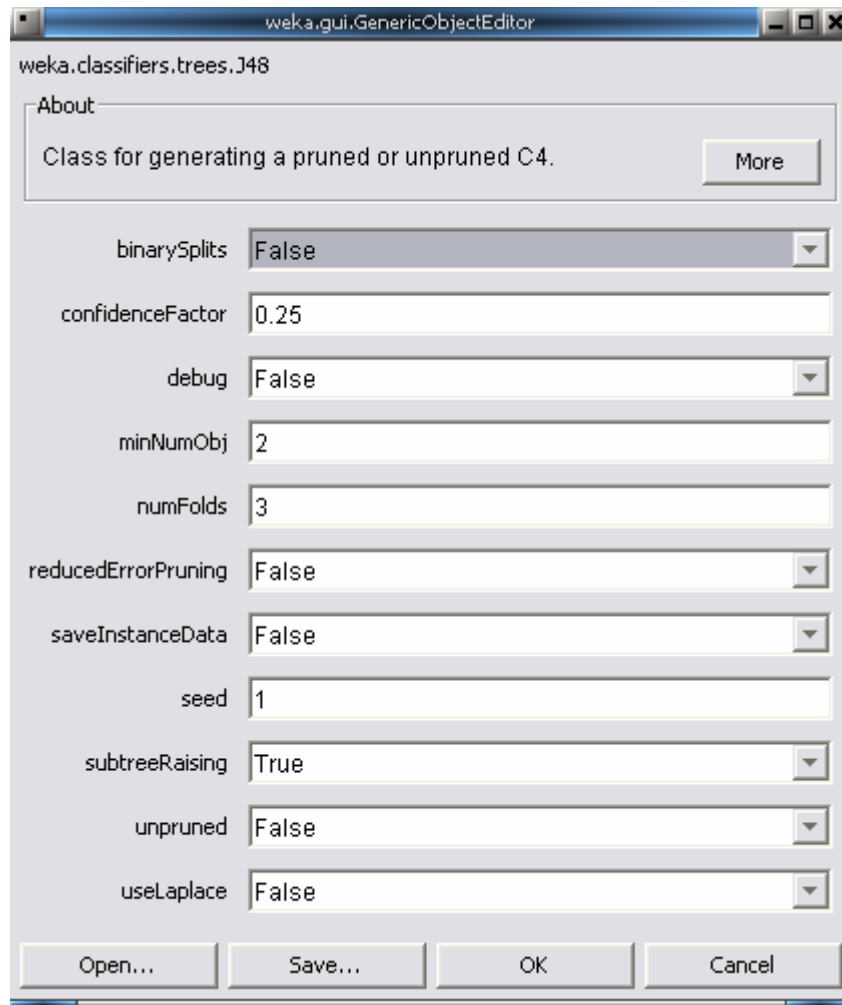 weka.gui.GenericObjectEditor
weka.classifiers.trees.J48
About
Class for generating a pruned or unpruned C4.
More
binarySplits False
confidenceFactor 0.25
debug False
minNumObj 2
numFolds 3
reducedErrorPruning False
saveInstanceData False
seed 1
subtreeRaising True
unpruned False
useLaplace False
Open... Save... OK Cancel